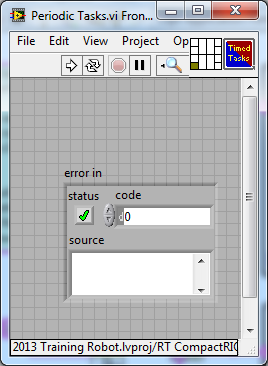 Periodic Tasks.vi Fron...
File Edit View Project Op
Timed
Tasks
error in
status code
d 0
source
2013 Training Robot.lvproj/RT CompactRIO